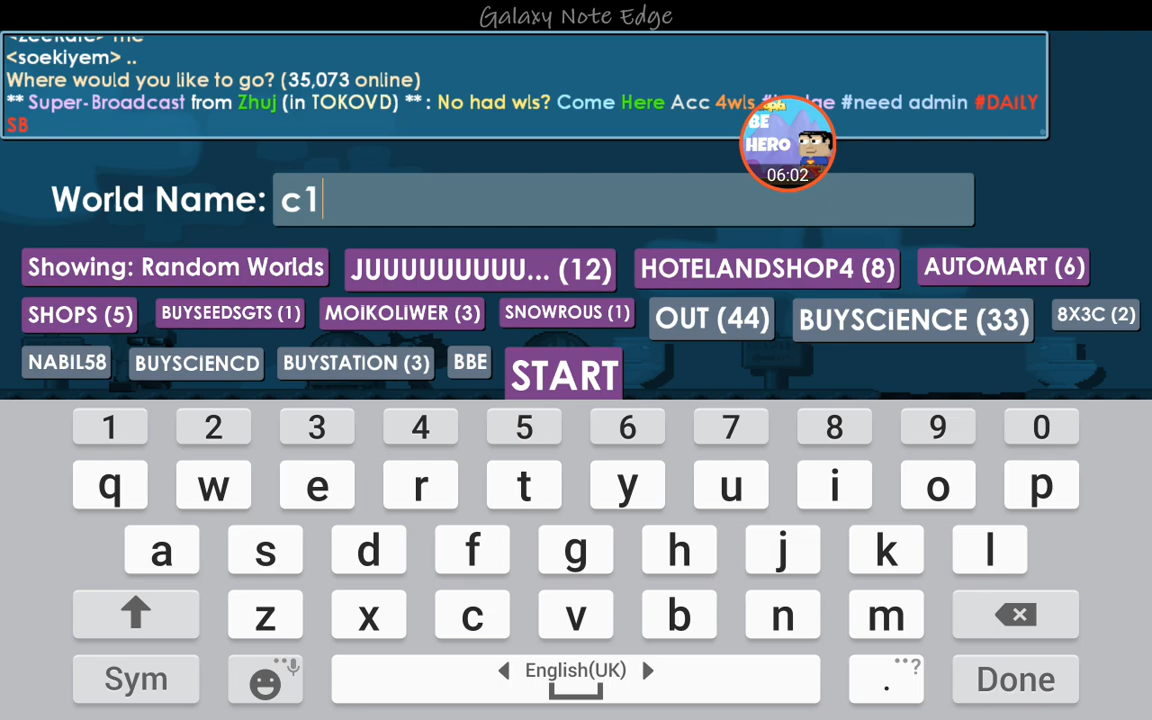 Galaxy Note Edge
<soekiyem> ..
Where would you like to go? (35,073 online)
** Super-Broadcast from Zhuj (in TOKOVD) ** : No had wls? Come Here Acc 4wls #need admin #DAILY
SB
BE
HERO
06:02
World Name: c1
Showing: Random Worlds
JUUUUUUUUU... (12)
HOTELANDSHOP4 (8)
AUTOMART (6)
SHOPS (5)
BUYSEEDSGTS (1)
MOIKOLIWER (3)
SNOWROUS (1)
OUT (44)
BUYSCIENCE (33)
8X3C (2)
NABIL58
BUYSCIENCD
BUYSTATION (3)
BBE
START
1 2 3 4 5 6 7 8 9 0
q w e r t y u i o p
a s d f g h j k l
z x c v b n m
Sym
English(UK)
. ..?
Done